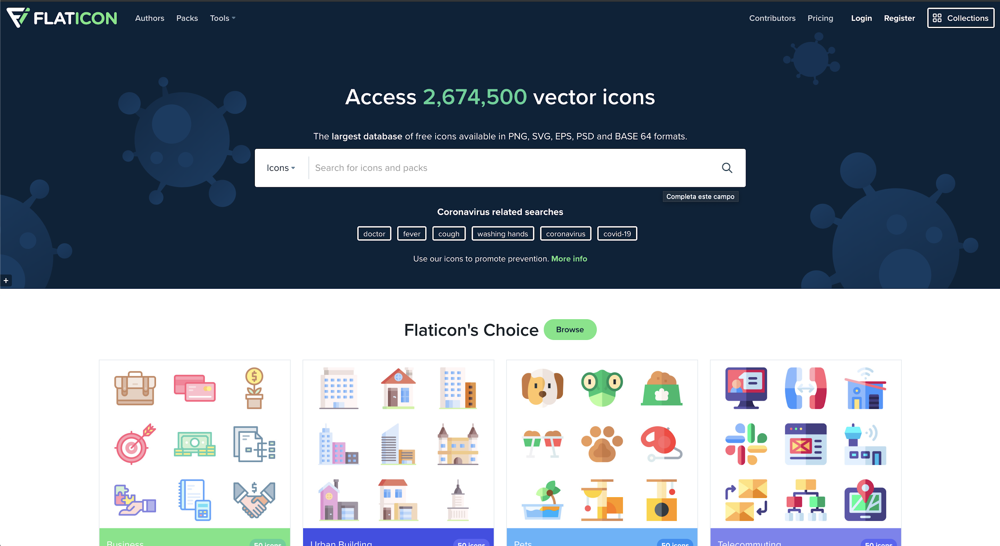 FLATICON Authors Packs Tools Contributors Pricing Login Register Collections
Access 2,674,500 vector icons
The largest database of free icons available in PNG, SVG, EPS, PSD and BASE 64 formats.
Icons Search for icons and packs
Completa este campo
Coronavirus related searches
doctor fever cough washing hands coronavirus covid-19
Use our icons to promote prevention. More info
+
Flaticon's Choice Browse
Business 50 icons Urban Building 50 icons Pets 50 icons Telecommuting 50 icons